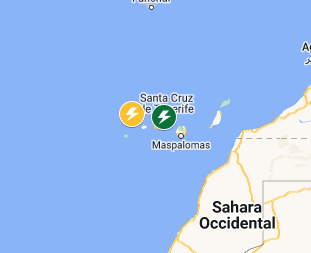 Santa Cruz
de Tenerife
Maspalomas
Sahara
Occidental